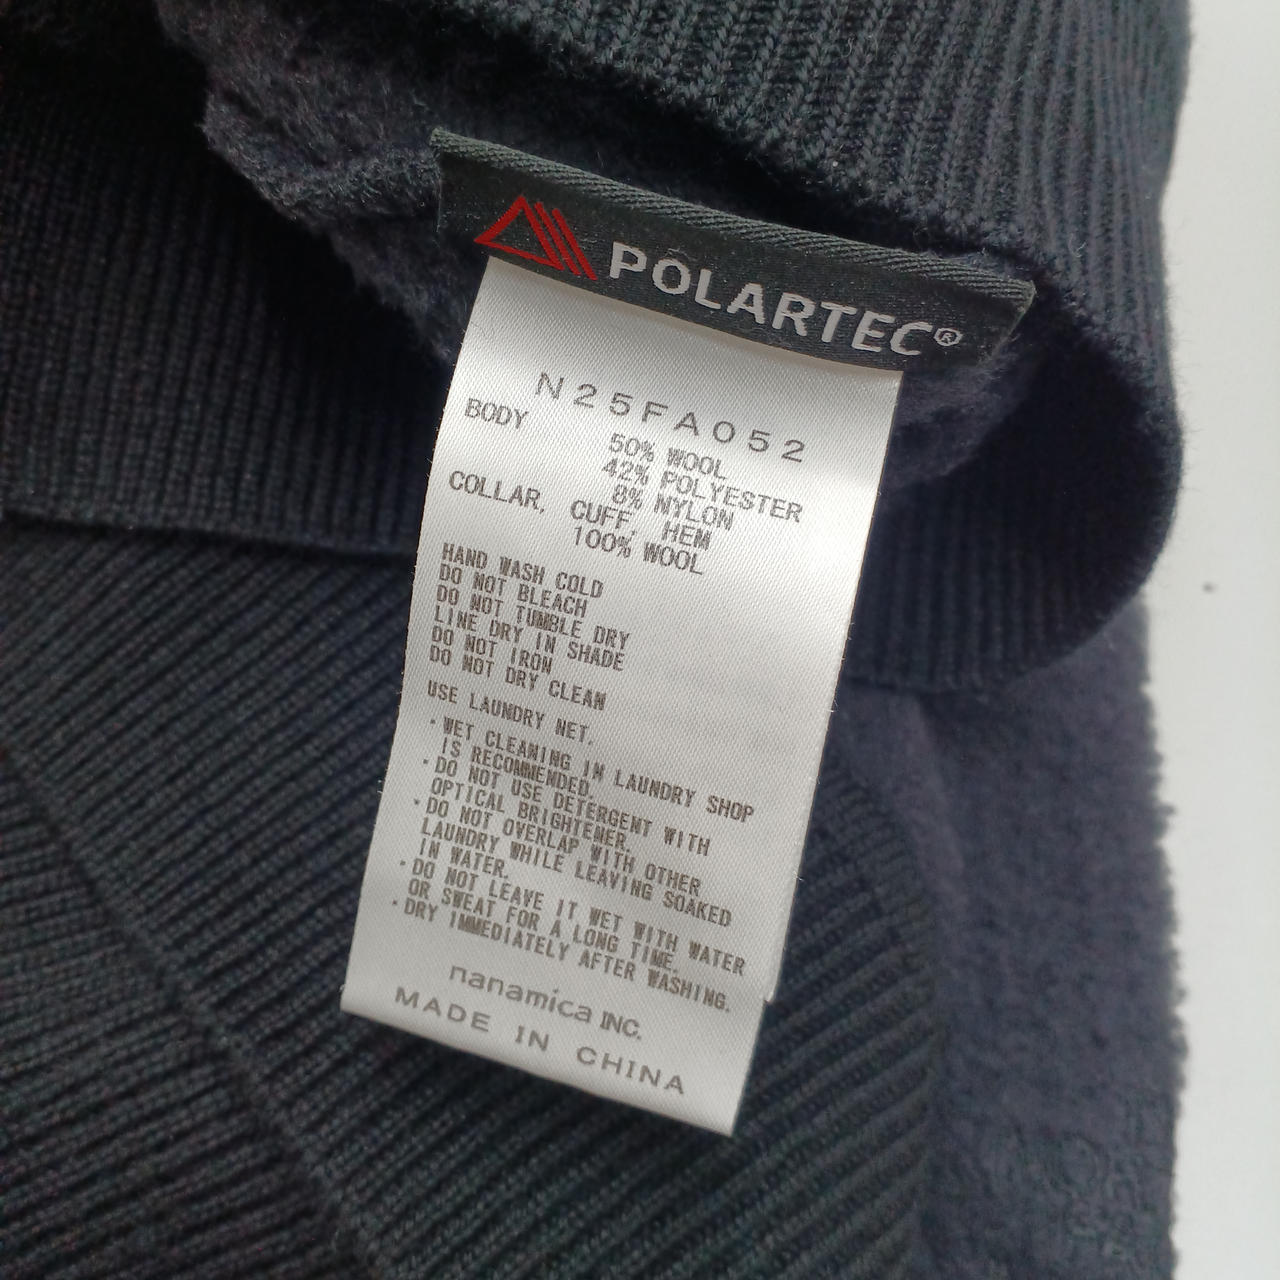 POLARTEC®
N25FA052
BODY
50% WOOL
42% POLYESTER
8% NYLON
COLLAR, CUFF, HEM
100% WOOL
HAND WASH COLD
DO NOT BLEACH
DO NOT TUMBLE DRY
LINE DRY IN SHADE
DO NOT IRON
DO NOT DRY CLEAN
USE LAUNDRY NET.
・WET CLEANING IN LAUNDRY SHOP
IS RECOMMENDED.
・DO NOT USE DETERGENT WITH
OPTICAL BRIGHTENER.
・DO NOT OVERLAP WITH OTHER
LAUNDRY WHILE LEAVING SOAKED
IN WATER.
・DO NOT LEAVE IT WET WITH WATER
OR SWEAT FOR A LONG TIME.
・DRY IMMEDIATELY AFTER WASHING.
nanamica INC.
MADE IN CHINA